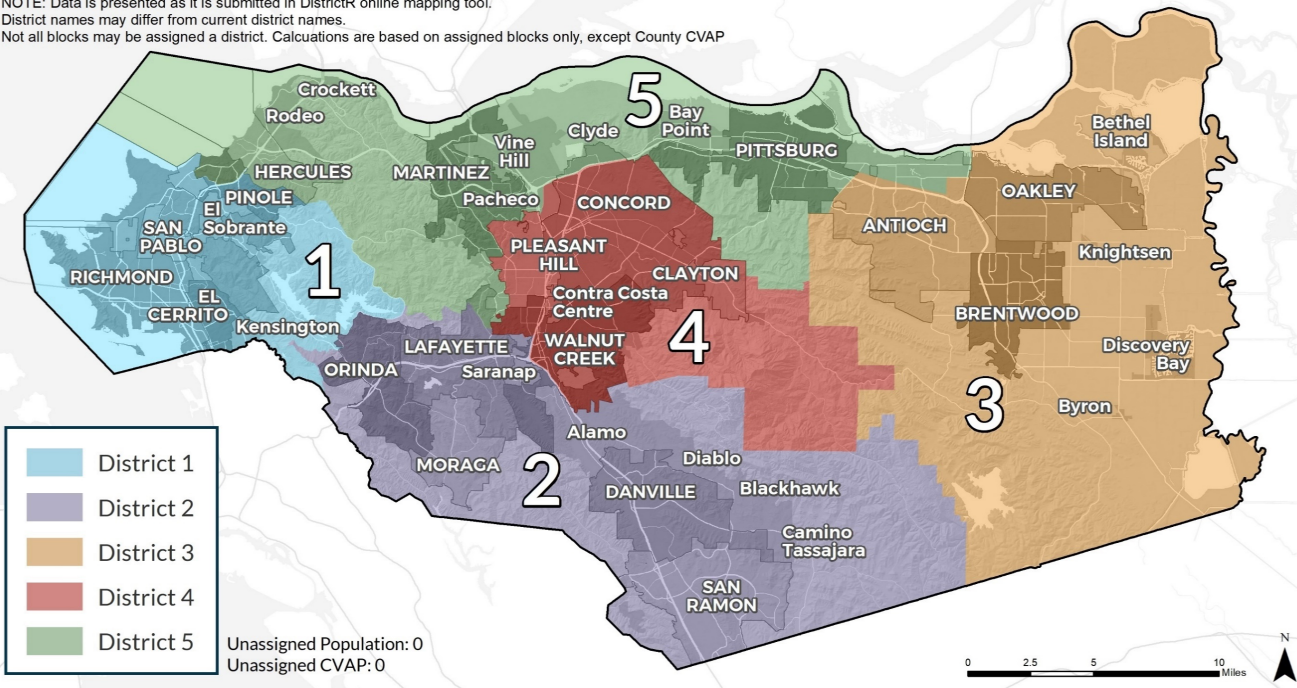 NOTE: Data is presented as it is submitted in DistrictR online mapping tool.
District names may differ from current district names.
Not all blocks may be assigned a district. Calcuations are based on assigned blocks only, except County CVAP
Crockett
Rodeo
HERCULES
MARTINEZ
Vine
Hill
Pacheco
Clyde
5
Bay
Point
PITTSBURG
Bethel
Island
OAKLEY
ANTIOCH
Knightsen
BRENTWOOD
Discovery
Bay
3
Byron
PINOLE
El
Sobrante
SAN
PABLO
RICHMOND
EL
CERRITO
1
Kensington
CONCORD
PLEASANT
HILL
CLAYTON
Contra Costa
Centre
WALNUT
CREEK
4
LAFAYETTE
ORINDA
Saranap
Alamo
MORAGA
2
Diablo
DANVILLE
Blackhawk
Camino
Tassajara
SAN
RAMON
District 1
District 2
District 3
District 4
District 5
Unassigned Population: 0
Unassigned CVAP: 0
0 2.5 5 10
Miles
N